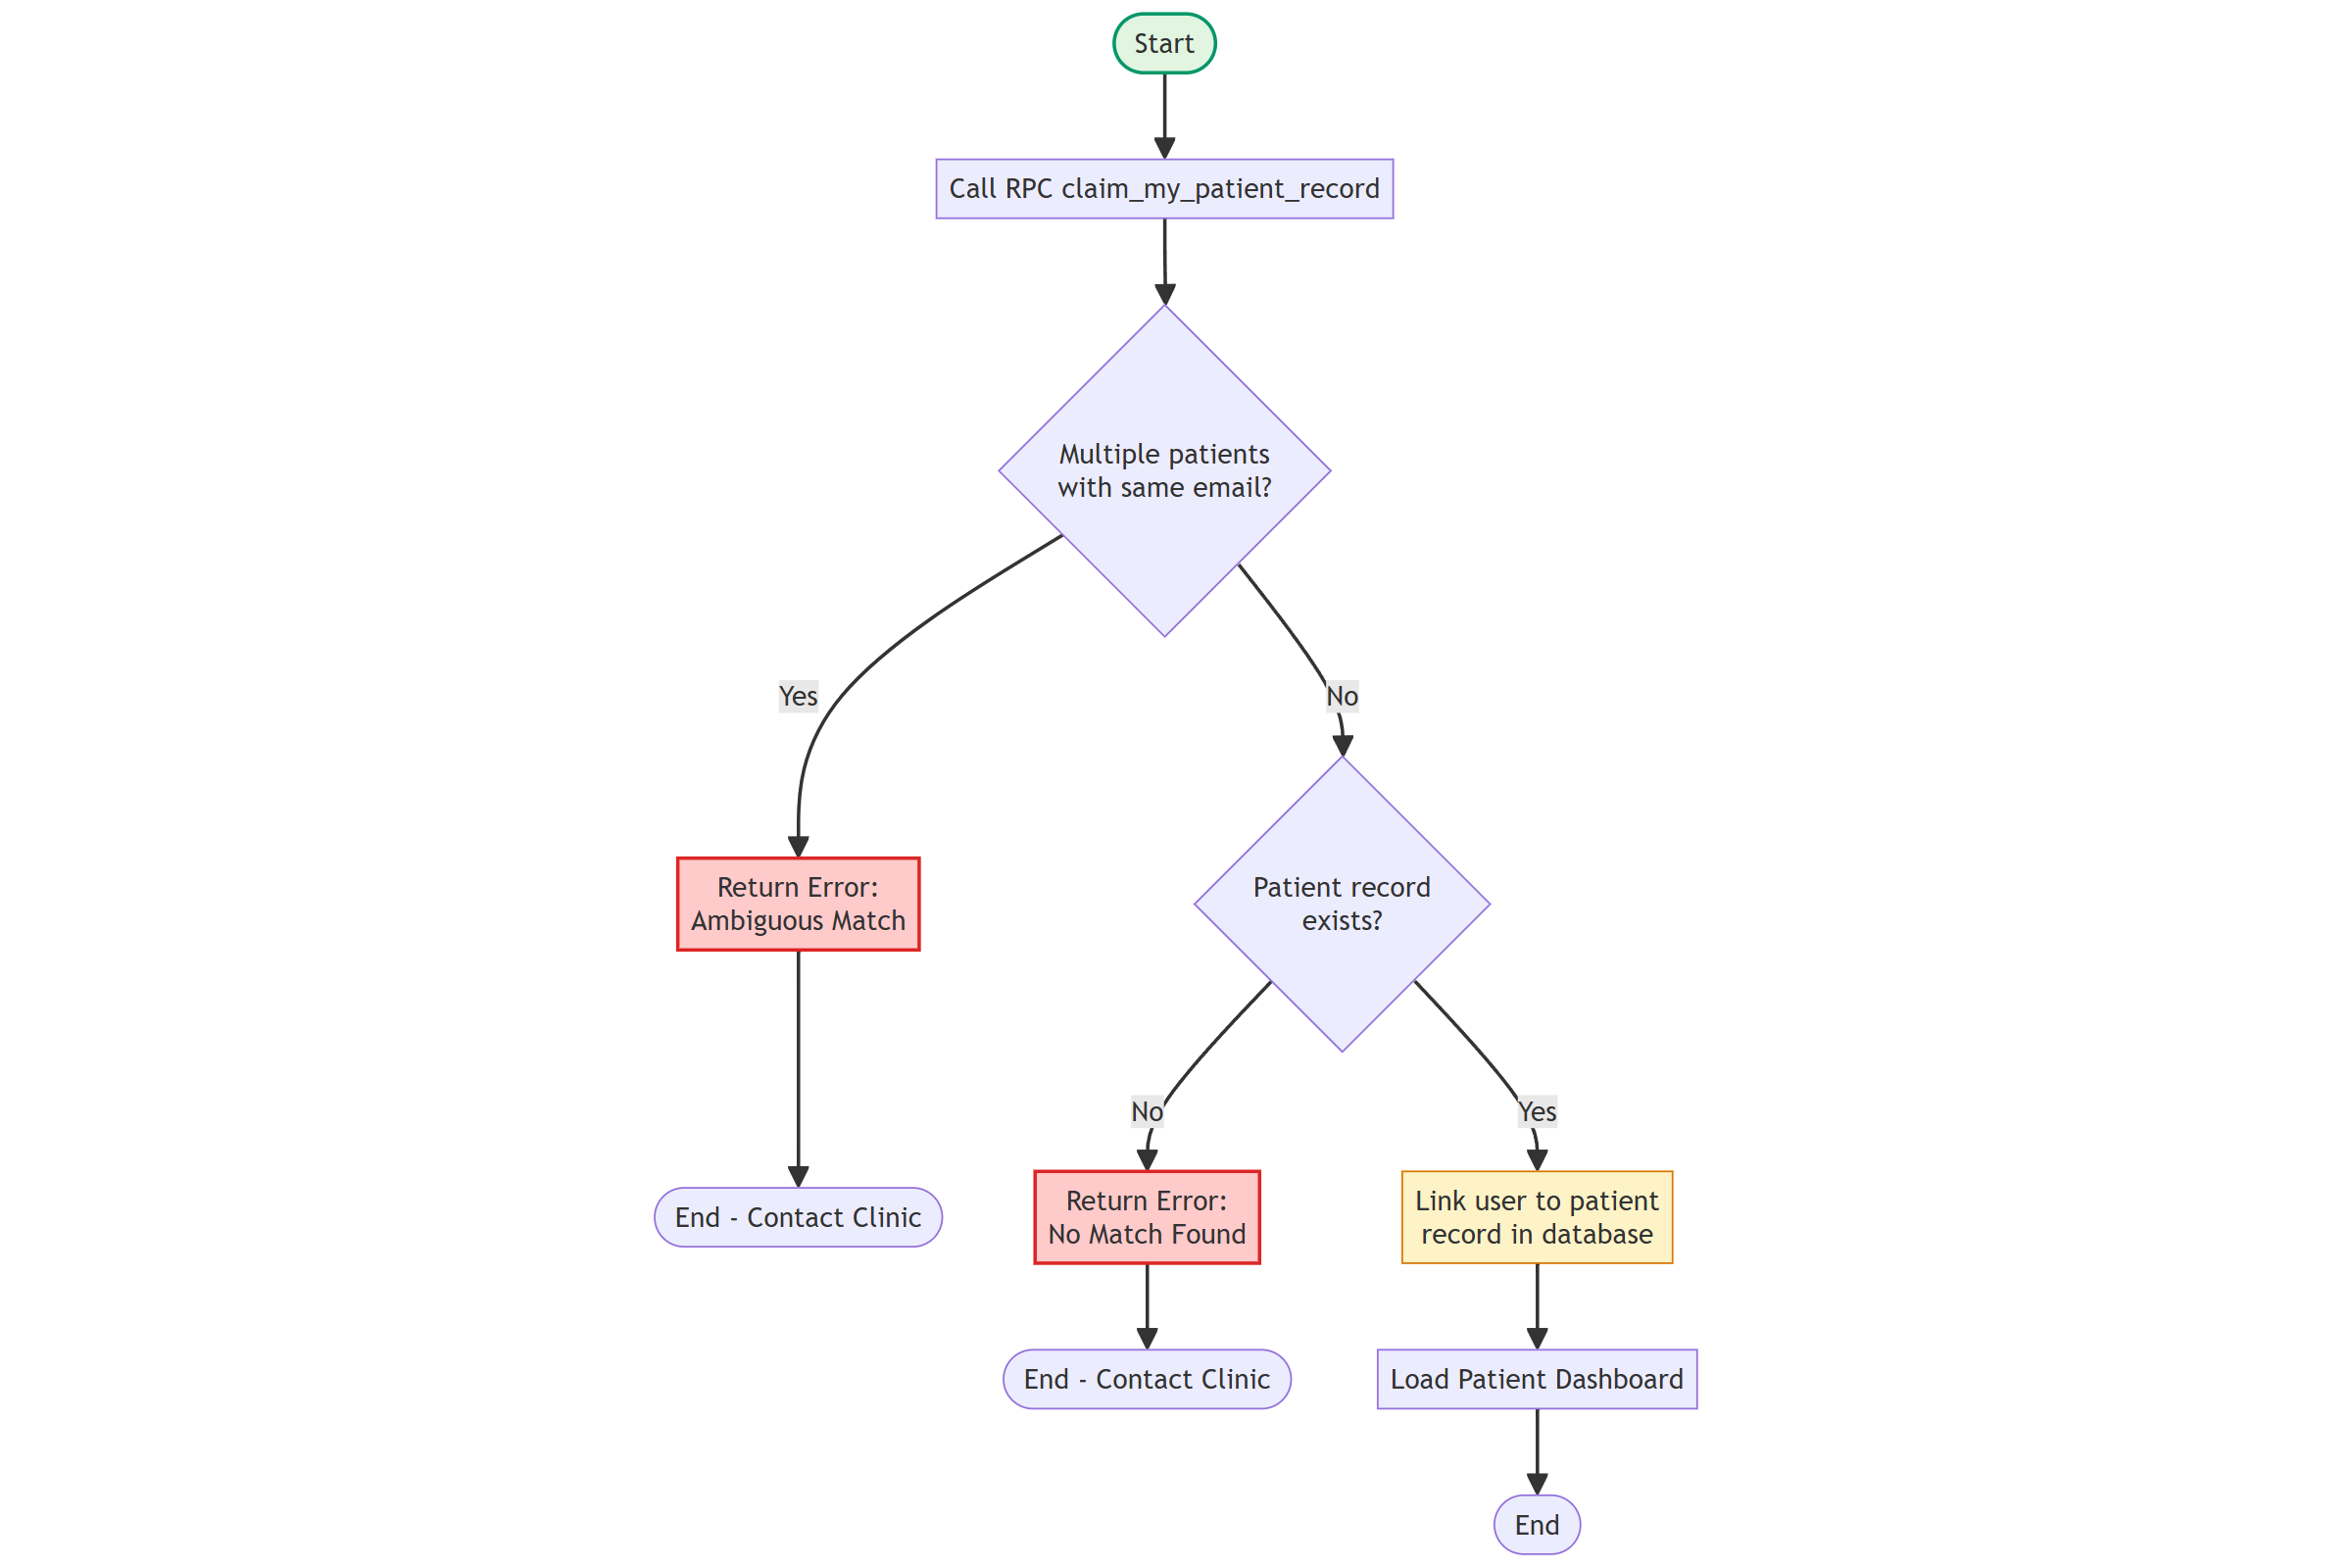 Start
Call RPC claim_my_patient_record
Multiple patients
with same email?
Yes
No
Return Error:
Ambiguous Match
Patient record
exists?
No
Yes
End - Contact Clinic
Return Error:
No Match Found
Link user to patient
record in database
End - Contact Clinic
Load Patient Dashboard
End